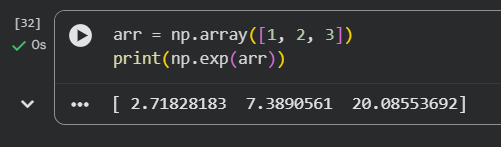 [32]
0s
arr = np.array([1, 2, 3])
print(np.exp(arr))
[ 2.71828183  7.3890561  20.08553692]